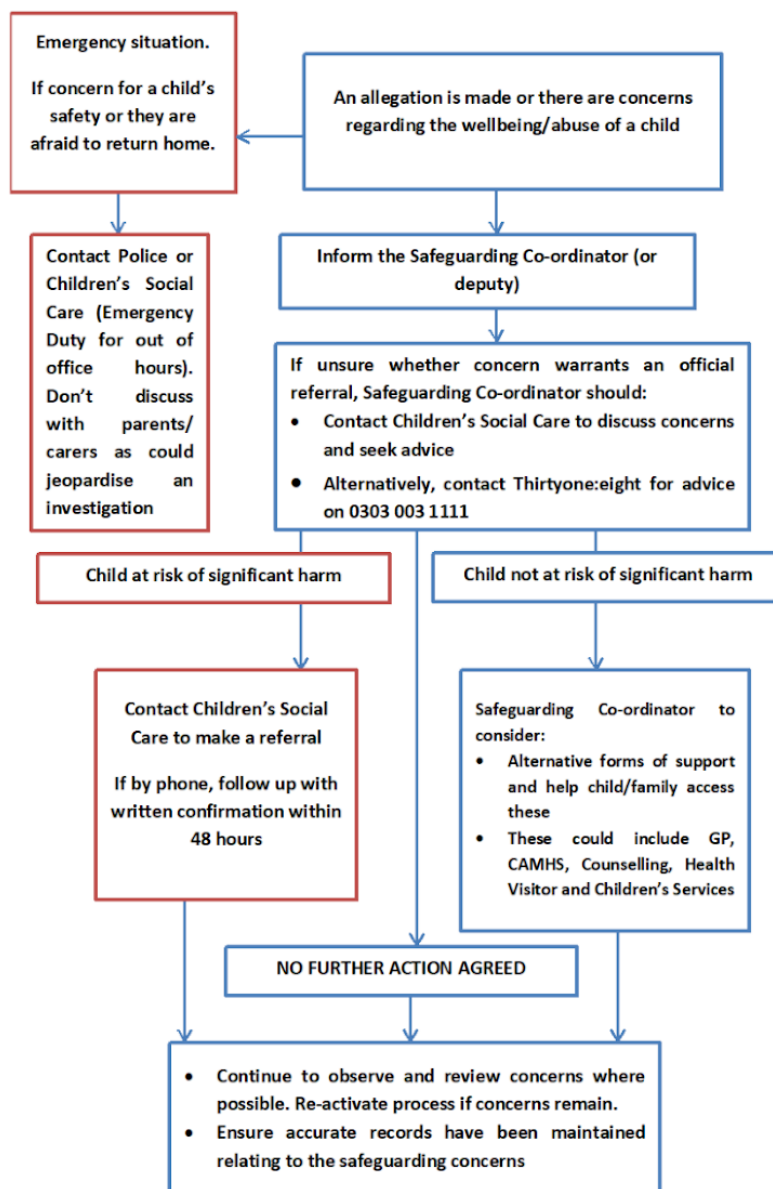 Emergency situation.
If concern for a child's
safety or they are
afraid to return home.
An allegation is made or there are concerns
regarding the wellbeing/abuse of a child
Contact Police or
Children's Social
Care (Emergency
Duty for out of
office hours).
Don't discuss
with parents/
carers as could
jeopardise an
investigation
Inform the Safeguarding Co-ordinator (or
deputy)
If unsure whether concern warrants an official
referral, Safeguarding Co-ordinator should:
• Contact Children's Social Care to discuss concerns
and seek advice
• Alternatively, contact Thirtyone:eight for advice
on 0303 003 1111
Child at risk of significant harm
Child not at risk of significant harm
Contact Children's Social
Care to make a referral
If by phone, follow up with
written confirmation within
48 hours
Safeguarding Co-ordinator to
consider:
• Alternative forms of support
and help child/family access
these
• These could include GP,
CAMHS, Counselling, Health
Visitor and Children's Services
NO FURTHER ACTION AGREED
• Continue to observe and review concerns where
possible. Re-activate process if concerns remain.
• Ensure accurate records have been maintained
relating to the safeguarding concerns